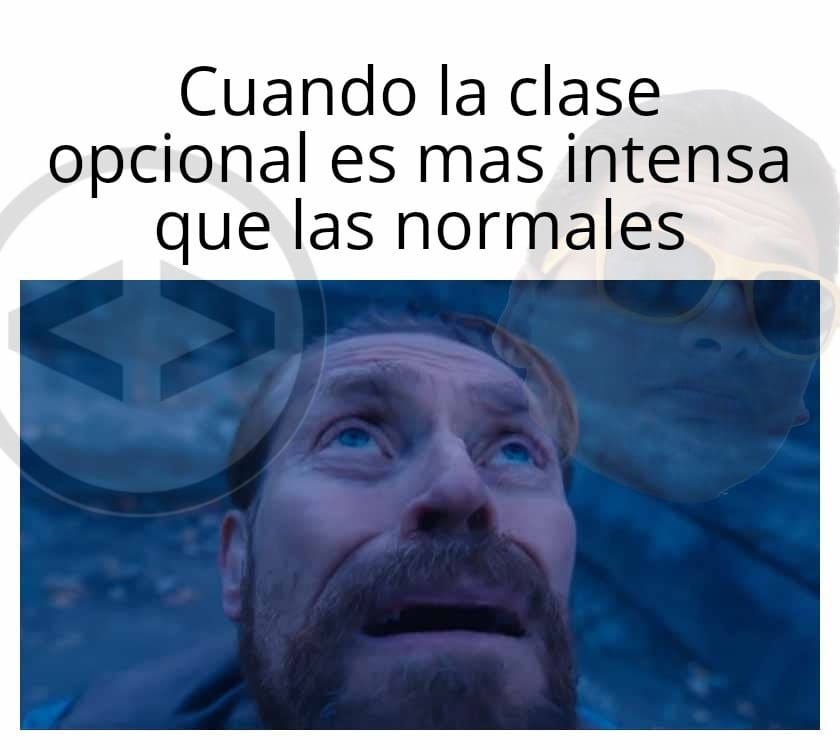 Cuando la clase
opcional es mas intensa
que las normales